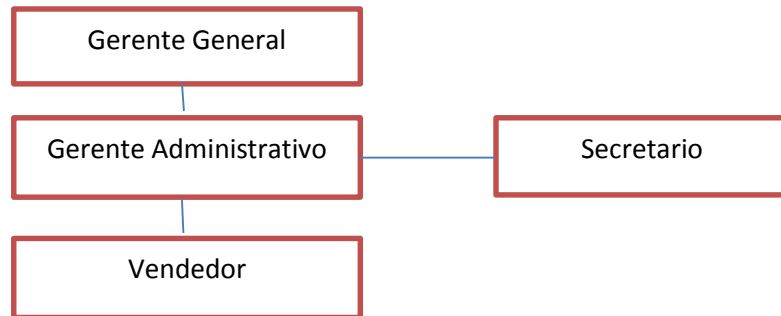 Gerente General
Gerente Administrativo
Secretario
Vendedor